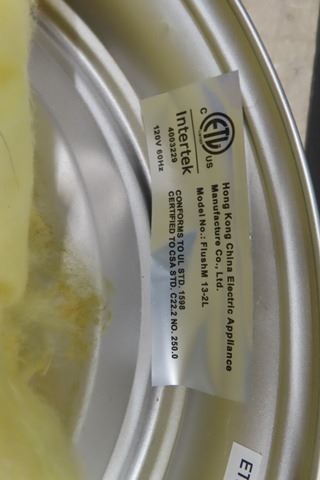 C ETL US
Intertek
4003229
120V 60Hz
Hong Kong China Electric Appliance
Manufacture Co., Ltd.
Model No.: FlushM 13-2L
CONFORMS TO UL STD. 1598
CERTIFIED TO CSA STD. C22.2 NO. 250.0
ET